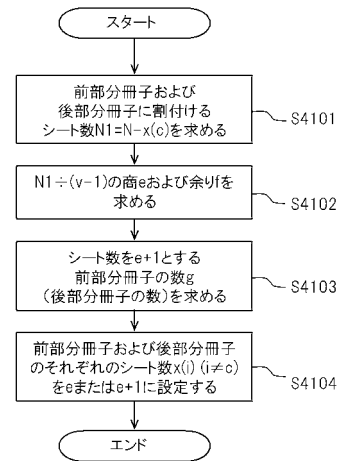 スタート
前部分冊子および
後部分冊子に割付ける
シート数N1=N-x(c)を求める
S4101
N1÷(v-1)の商eおよび余りfを
求める
S4102
シート数をe+1とする
前部分冊子の数g
(後部分冊子の数)を求める
S4103
前部分冊子および後部分冊子
のそれぞれのシート数x(i) (i≠c)
をeまたはe+1に設定する
S4104
エンド